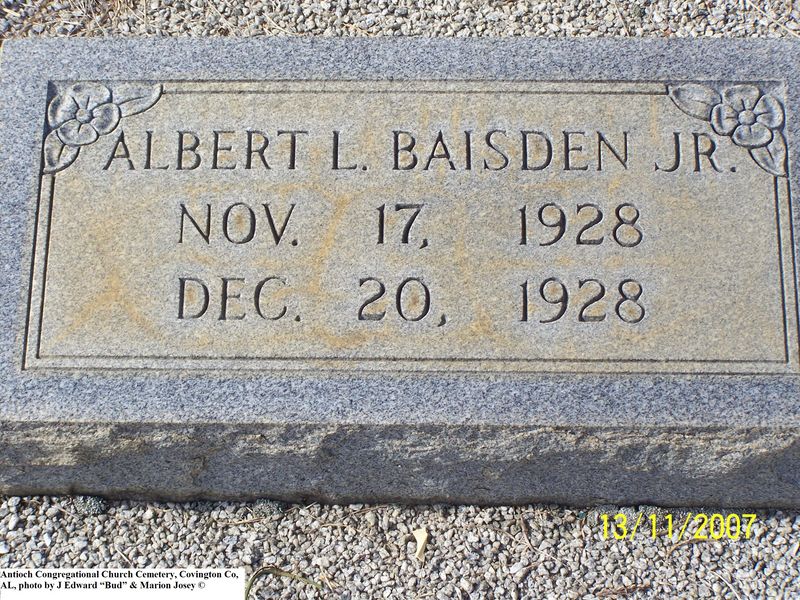 ALBERT L. BAISDEN JR.
NOV. 17, 1928
DEC. 20, 1928
13/11/2007
Antioch Congregational Church Cemetery, Covington Co,
AL, photo by J Edward “Bud” & Marion Josey ©